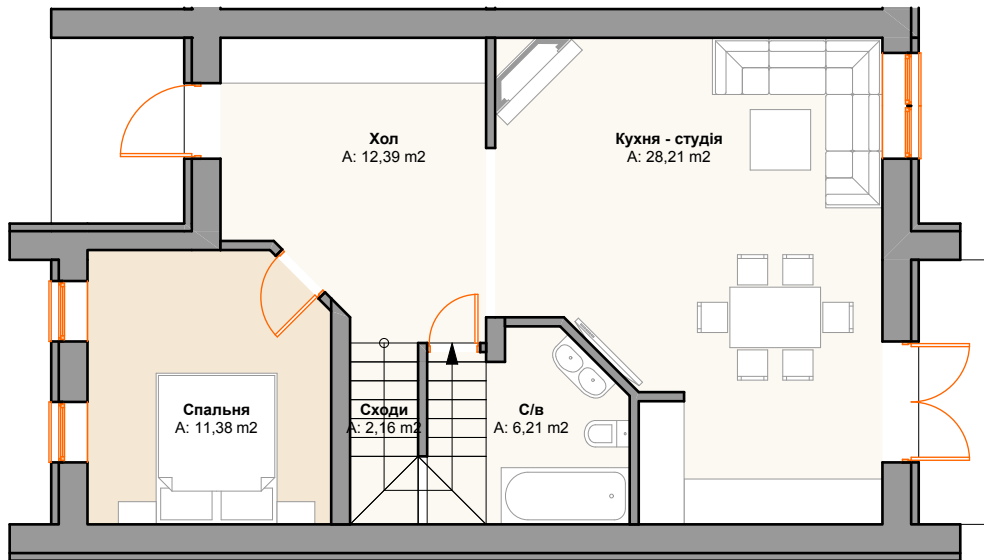 Хол
A: 12,39 m2
Кухня - студія
A: 28,21 m2
Спальня
A: 11,38 m2
Сходи
A: 2,16 m2
С/в
A: 6,21 m2